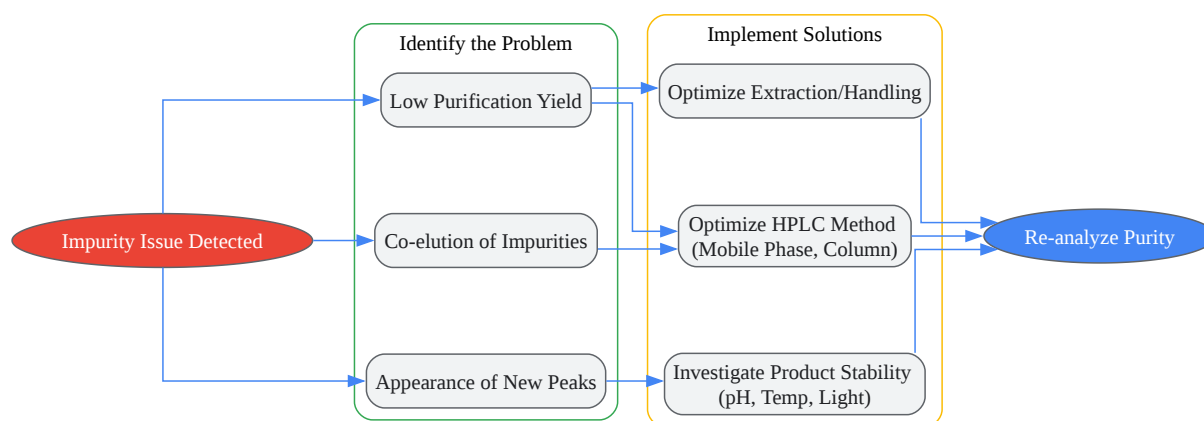 Identify the Problem
Implement Solutions
Low Purification Yield
Optimize Extraction/Handling
Impurity Issue Detected
Co-elution of Impurities
Optimize HPLC Method
(Mobile Phase, Column)
Re-analyze Purity
Appearance of New Peaks
Investigate Product Stability
(pH, Temp, Light)